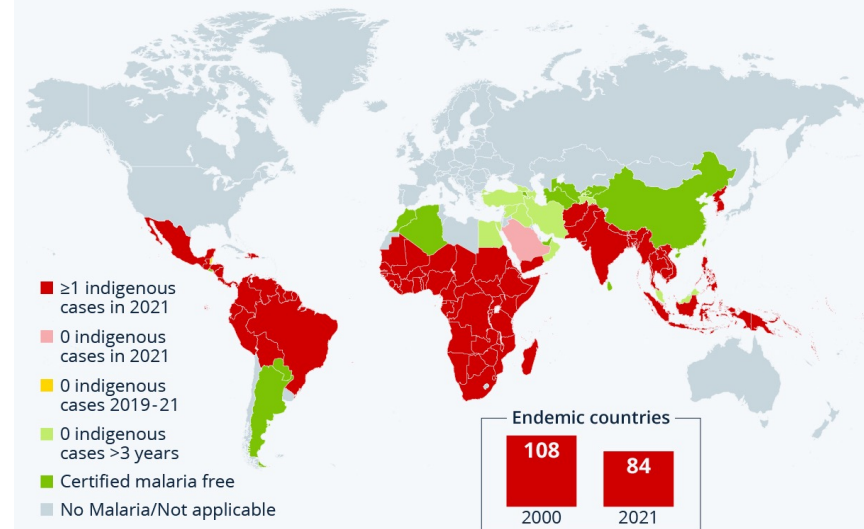 ≥1 indigenous
cases in 2021
0 indigenous
cases in 2021
0 indigenous
cases 2019-21
0 indigenous
cases >3 years
Certified malaria free
No Malaria/Not applicable
Endemic countries
108
84
2000
2021